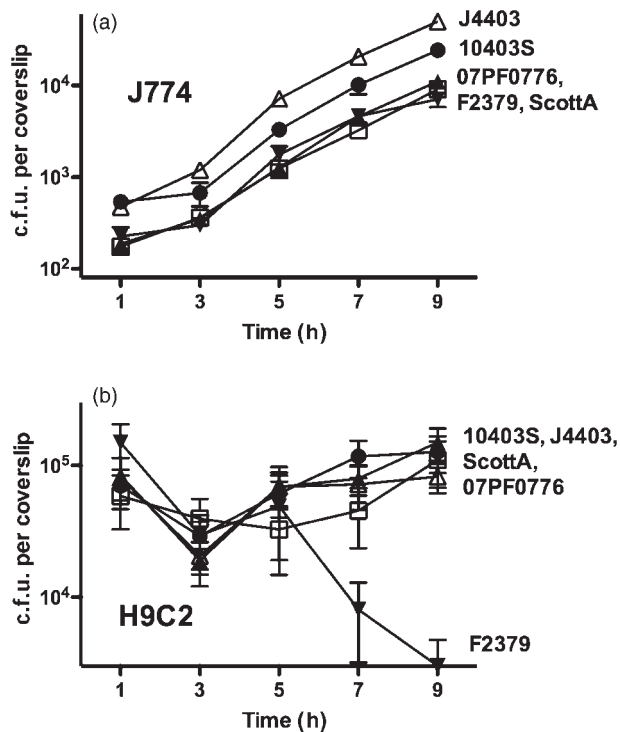 (a)
J774
J4403
10403S
07PF0776,
F2379, ScottA
c.f.u. per coverslip
10⁴
10³
10²
1 3 5 7 9
Time (h)
(b)
H9C2
10403S, J4403,
ScottA,
07PF0776
F2379
c.f.u. per coverslip
10⁵
10⁴
1 3 5 7 9
Time (h)